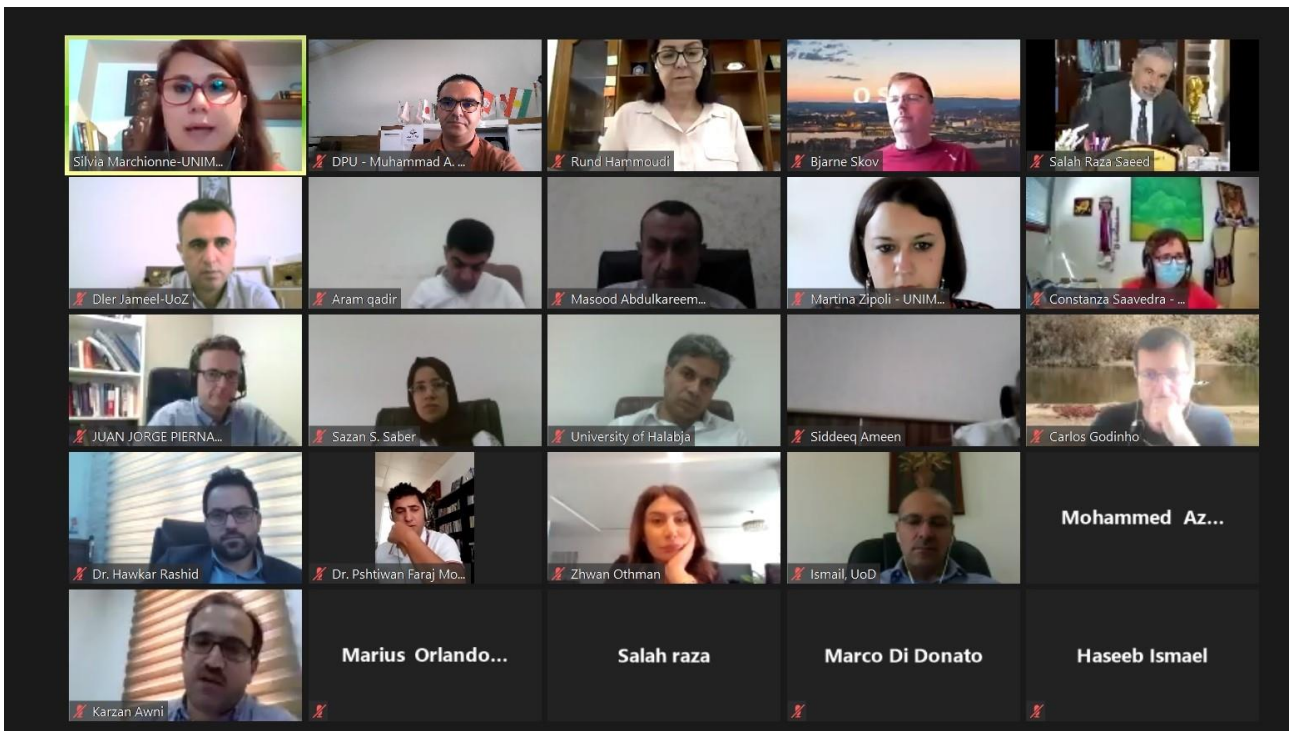 Silvia Marchionne-UNIM...
DPU - Muhammad A. ...
Rund Hammoudi
O S
Bjarne Skov
Salah Raza Saeed
Dler Jameel-UoZ
Aram qadir
Masood Abdulkareem...
Martina Zipoli - UNIM...
Constanza Saavedra - ...
JUAN JORGE PIERNA...
Sazan S. Saber
University of Halabja
Siddeeq Ameen
Carlos Godinho
Dr. Hawkar Rashid
Dr. Pshtiwan Faraj Mo...
Zhwan Othman
Ismail, UoD
Mohammed Az...
Karzan Awni
Marius Orlando...
Salah raza
Marco Di Donato
Haseeb Ismael